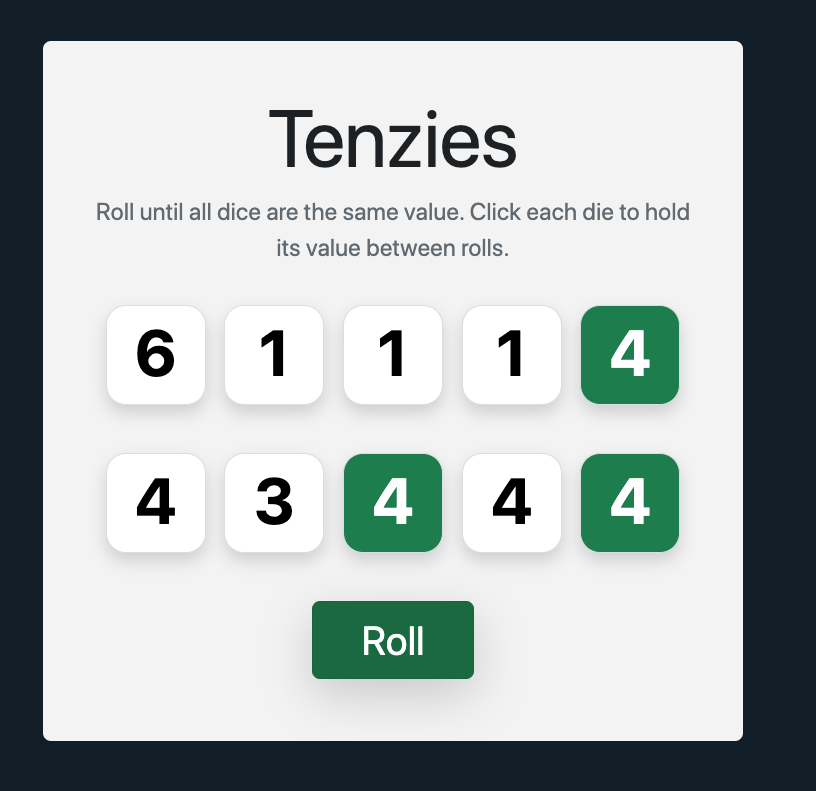 Tenzies
Roll until all dice are the same value. Click each die to hold
its value between rolls.
6 1 1 1 4
4 3 4 4 4
Roll